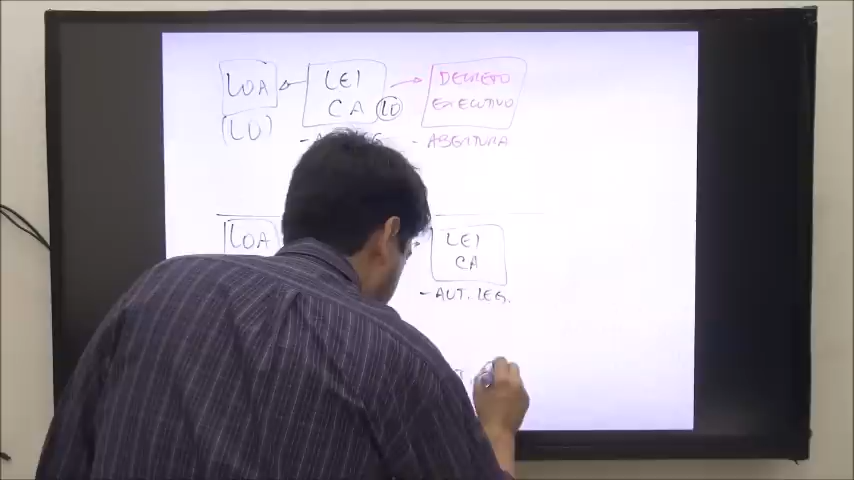 LOA
(LO)
LEI
CA LO
DECRETO
EXECUTIVO
- ABERTURA
LOA
LEI
CA
- AUT. LEG.